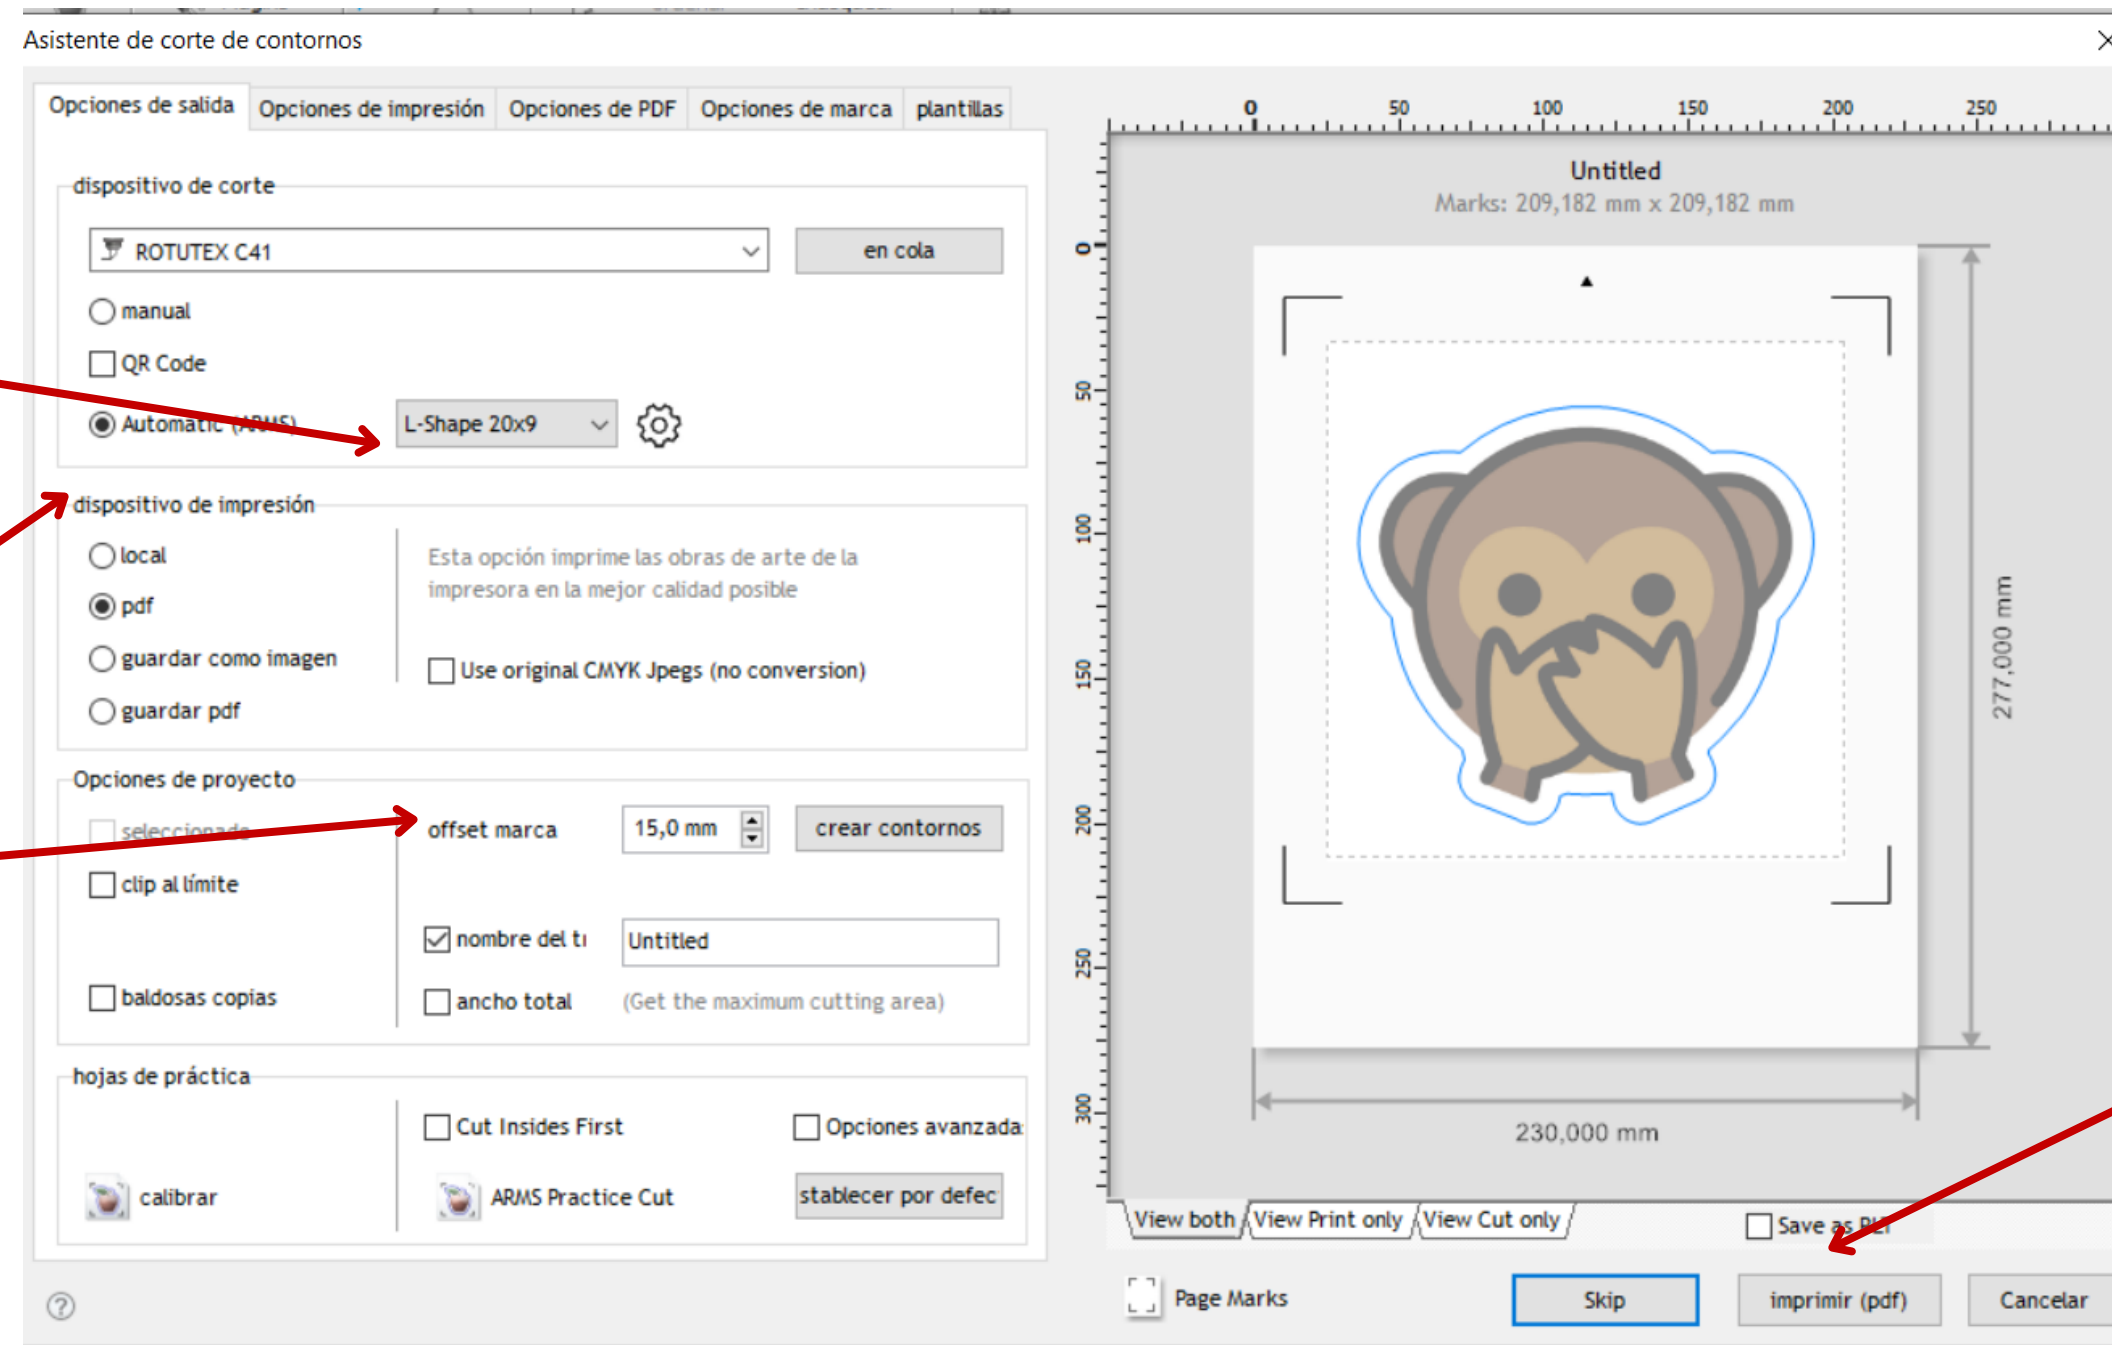 Asistente de corte de contornos
Opciones de salida
Opciones de impresión
Opciones de PDF
Opciones de marca
plantillas
dispositivo de corte
ROTUTEX C41
en cola
manual
QR Code
Automatic (ARMS)
L-Shape 20x9
dispositivo de impresión
local
pdf
guardar como imagen
guardar pdf
Esta opción imprime las obras de arte de la
impresora en la mejor calidad posible
Use original CMYK Jpegs (no conversion)
Opciones de proyecto
seleccionado
clip al límite
baldosas copias
offset marca
15,0 mm
crear contornos
nombre del tr
Untitled
ancho total
(Get the maximum cutting area)
hojas de práctica
calibrar
Cut Insides First
Opciones avanzada
ARMS Practice Cut
stablecer por defec
0 50 100 150 200 250
Untitled
Marks: 209,182 mm x 209,182 mm
0
50
100
150
200
250
300
277,000 mm
230,000 mm
View both
View Print only
View Cut only
Save as PLT
Page Marks
Skip
imprimir (pdf)
Cancelar